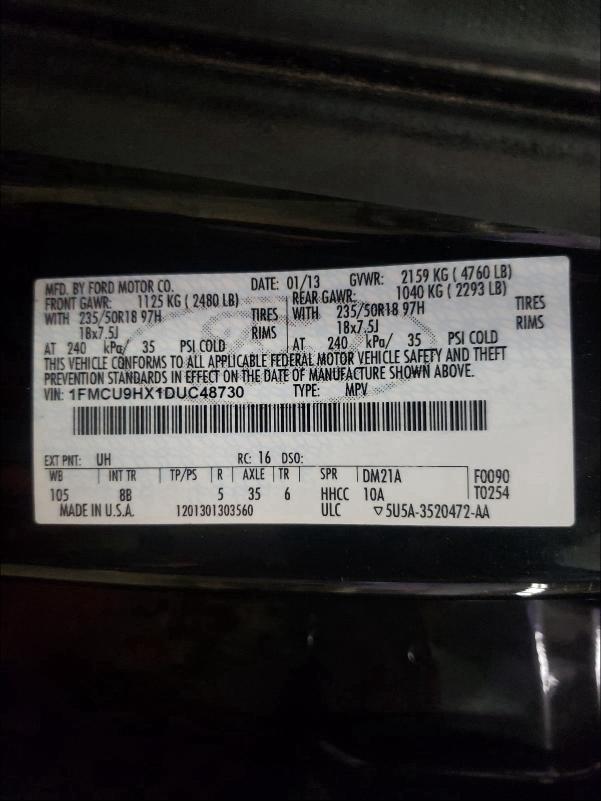 MFD. BY FORD MOTOR CO. DATE: 01/13 GVWR: 2159 KG ( 4760 LB)
FRONT GAWR: 1125 KG ( 2480 LB) REAR GAWR: 1040 KG ( 2293 LB)
WITH 235/50R18 97H TIRES WITH 235/50R18 97H TIRES
18x7.5J RIMS 18x7.5J RIMS
AT 240 kPa/ 35 PSI COLD AT 240 kPa/ 35 PSI COLD
THIS VEHICLE CONFORMS TO ALL APPLICABLE FEDERAL MOTOR VEHICLE SAFETY AND THEFT
PREVENTION STANDARDS IN EFFECT ON THE DATE OF MANUFACTURE SHOWN ABOVE.
VIN: 1FMCU9HX1DUC48730 TYPE: MPV
EXT PNT: UH RC: 16 DSO:
WB INT TR TP/PS R AXLE TR SPR DM21A F0090
105 8B 5 35 6 HHCC 10A T0254
MADE IN U.S.A. 1201301303560 ULC ▽5U5A-3520472-AA